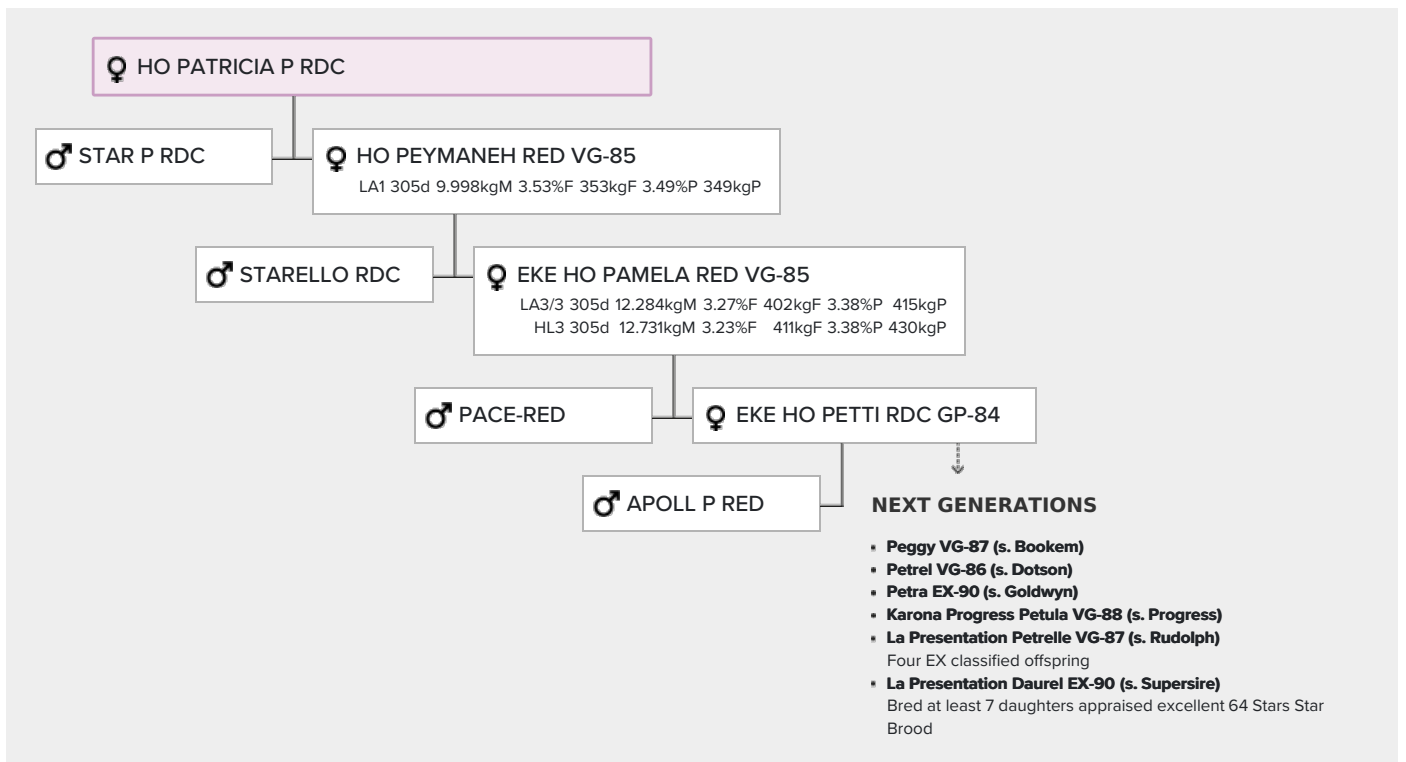 HO PATRICIA P RDC
STAR P RDC
HO PEYMANEH RED VG-85
LA1 305d 9.998kgM 3.53%F 353kgF 3.49%P 349kgP
STARELLO RDC
EKE HO PAMELA RED VG-85
LA3/3 305d 12.284kgM 3.27%F 402kgF 3.38%P 415kgP
HL3 305d 12.731kgM 3.23%F 411kgF 3.38%P 430kgP
PACE-RED
EKE HO PETTI RDC GP-84
APOLL P RED
NEXT GENERATIONS
Peggy VG-87 (s. Bookem)
Petrel VG-86 (s. Dotson)
Petra EX-90 (s. Goldwyn)
Karona Progress Petula VG-88 (s. Progress)
La Presentation Petrelle VG-87 (s. Rudolph)
Four EX classified offspring
La Presentation Daurel EX-90 (s. Supersire)
Bred at least 7 daughters appraised excellent 64 Stars Star
Brood